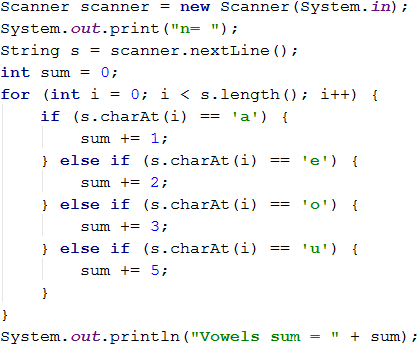 Scanner scanner = new Scanner(System.in);
System.out.print("n= ");
String s = scanner.nextLine();
int sum = 0;
for (int i = 0; i < s.length(); i++) {
    if (s.charAt(i) == 'a') {
        sum += 1;
    } else if (s.charAt(i) == 'e') {
        sum += 2;
    } else if (s.charAt(i) == 'o') {
        sum += 3;
    } else if (s.charAt(i) == 'u') {
        sum += 5;
    }
}
System.out.println("Vowels sum = " + sum);